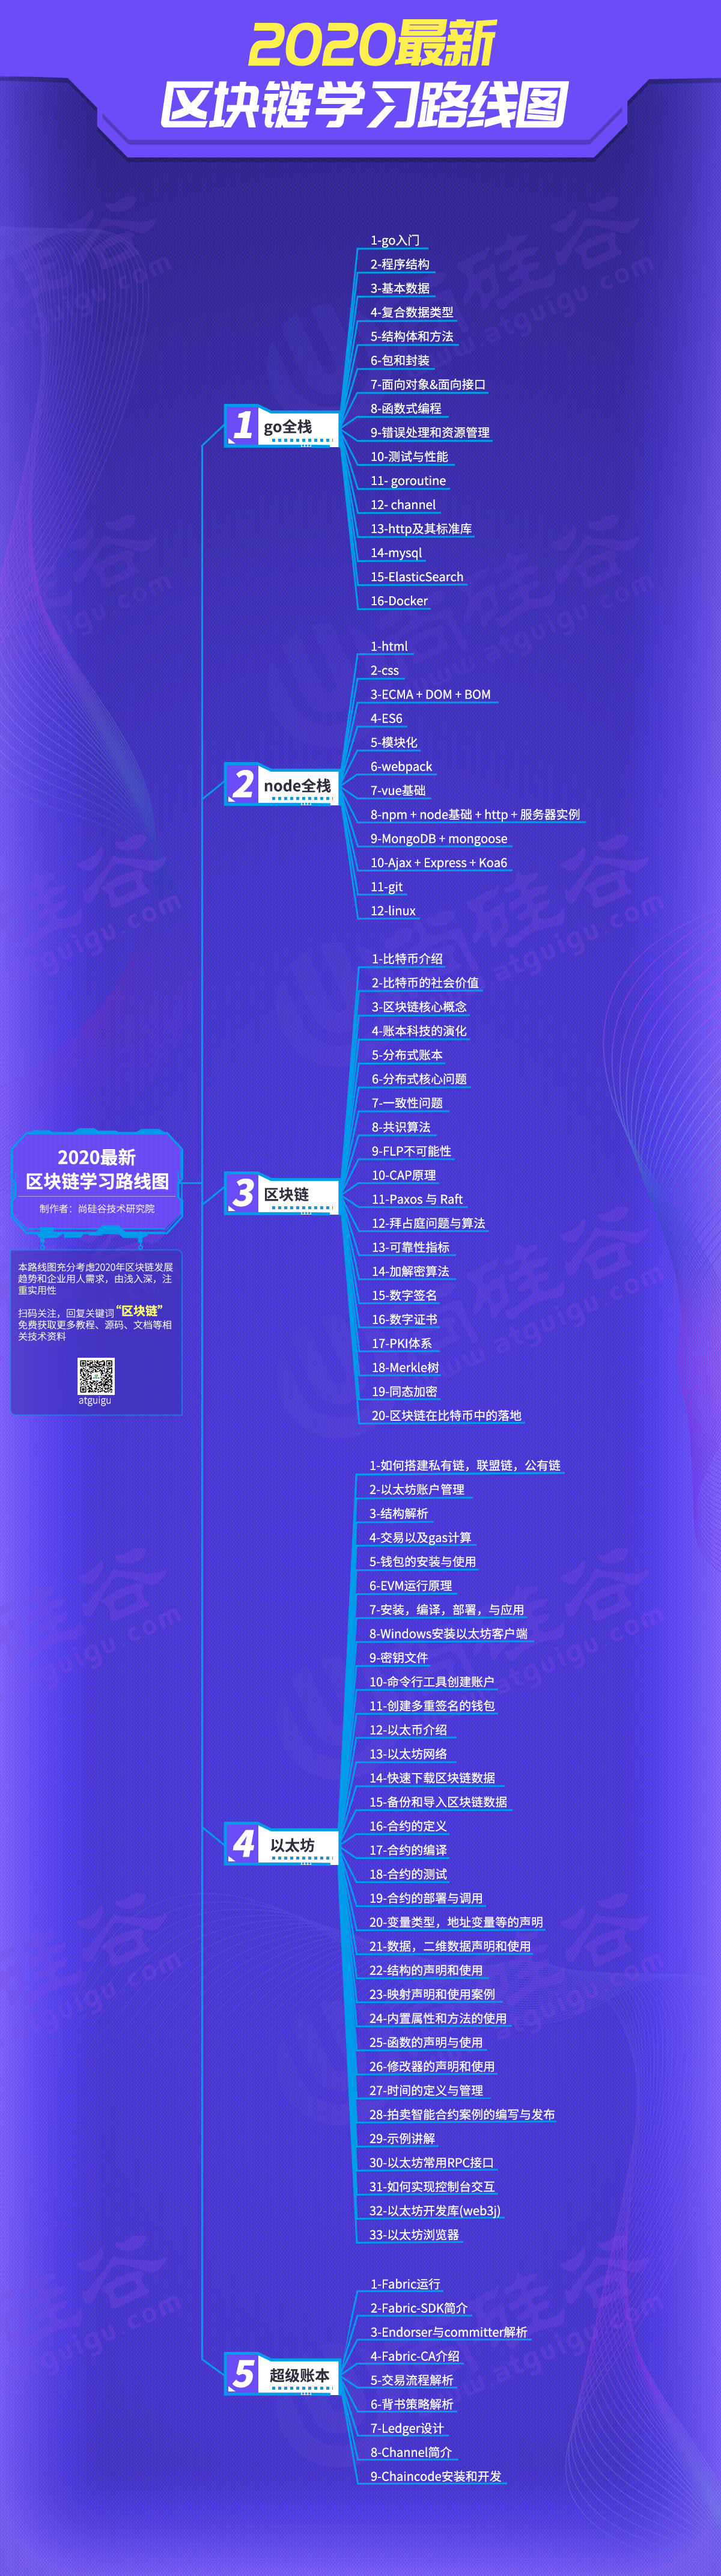 2020最新
区块链学习路线图
1-go入门
2-程序结构
3-基本数据
4-复合数据类型
5-结构体和方法
6-包和封装
7-面向对象&面向接口
8-函数式编程
9-错误处理和资源管理
10-测试与性能
11- goroutine
12- channel
13-http及其标准库
14-mysql
15-ElasticSearch
16-Docker
1 go全栈
1-html
2-css
3-ECMA + DOM + BOM
4-ES6
5-模块化
6-webpack
7-vue基础
8-npm + node基础 + http + 服务器实例
9-MongoDB + mongoose
10-Ajax + Express + Koa6
11-git
12-linux
2 node全栈
1-比特币介绍
2-比特币的社会价值
3-区块链核心概念
4-账本科技的演化
5-分布式账本
6-分布式核心问题
7-一致性问题
8-共识算法
9-FLP不可能性
10-CAP原理
11-Paxos 与 Raft
12-拜占庭问题与算法
13-可靠性指标
14-加解密算法
15-数字签名
16-数字证书
17-PKI体系
18-Merkle树
19-同态加密
20-区块链在比特币中的落地
3 区块链
2020最新
区块链学习路线图
制作者：尚硅谷技术研究院
本路线图充分考虑2020年区块链发展
趋势和企业用人需求，由浅入深，注
重实用性
扫码关注，回复关键词“区块链”
免费获取更多教程、源码、文档等相
关技术资料
atguigu
1-如何搭建私有链，联盟链，公有链
2-以太坊账户管理
3-结构解析
4-交易以及gas计算
5-钱包的安装与使用
6-EVM运行原理
7-安装，编译，部署，与应用
8-Windows安装以太坊客户端
9-密钥文件
10-命令行工具创建账户
11-创建多重签名的钱包
12-以太币介绍
13-以太坊网络
14-快速下载区块链数据
15-备份和导入区块链数据
16-合约的定义
17-合约的编译
18-合约的测试
19-合约的部署与调用
20-变量类型，地址变量等的声明
21-数据，二维数据声明和使用
22-结构的声明和使用
23-映射声明和使用案例
24-内置属性和方法的使用
25-函数的声明与使用
26-修改器的声明和使用
27-时间的定义与管理
28-拍卖智能合约案例的编写与发布
29-示例讲解
30-以太坊常用RPC接口
31-如何实现控制台交互
32-以太坊开发库(web3j)
33-以太坊浏览器
4 以太坊
1-Fabric运行
2-Fabric-SDK简介
3-Endorser与committer解析
4-Fabric-CA介绍
5-交易流程解析
6-背书策略解析
7-Ledger设计
8-Channel简介
9-Chaincode安装和开发
5 超级账本
尚硅谷
www.atguigu.com